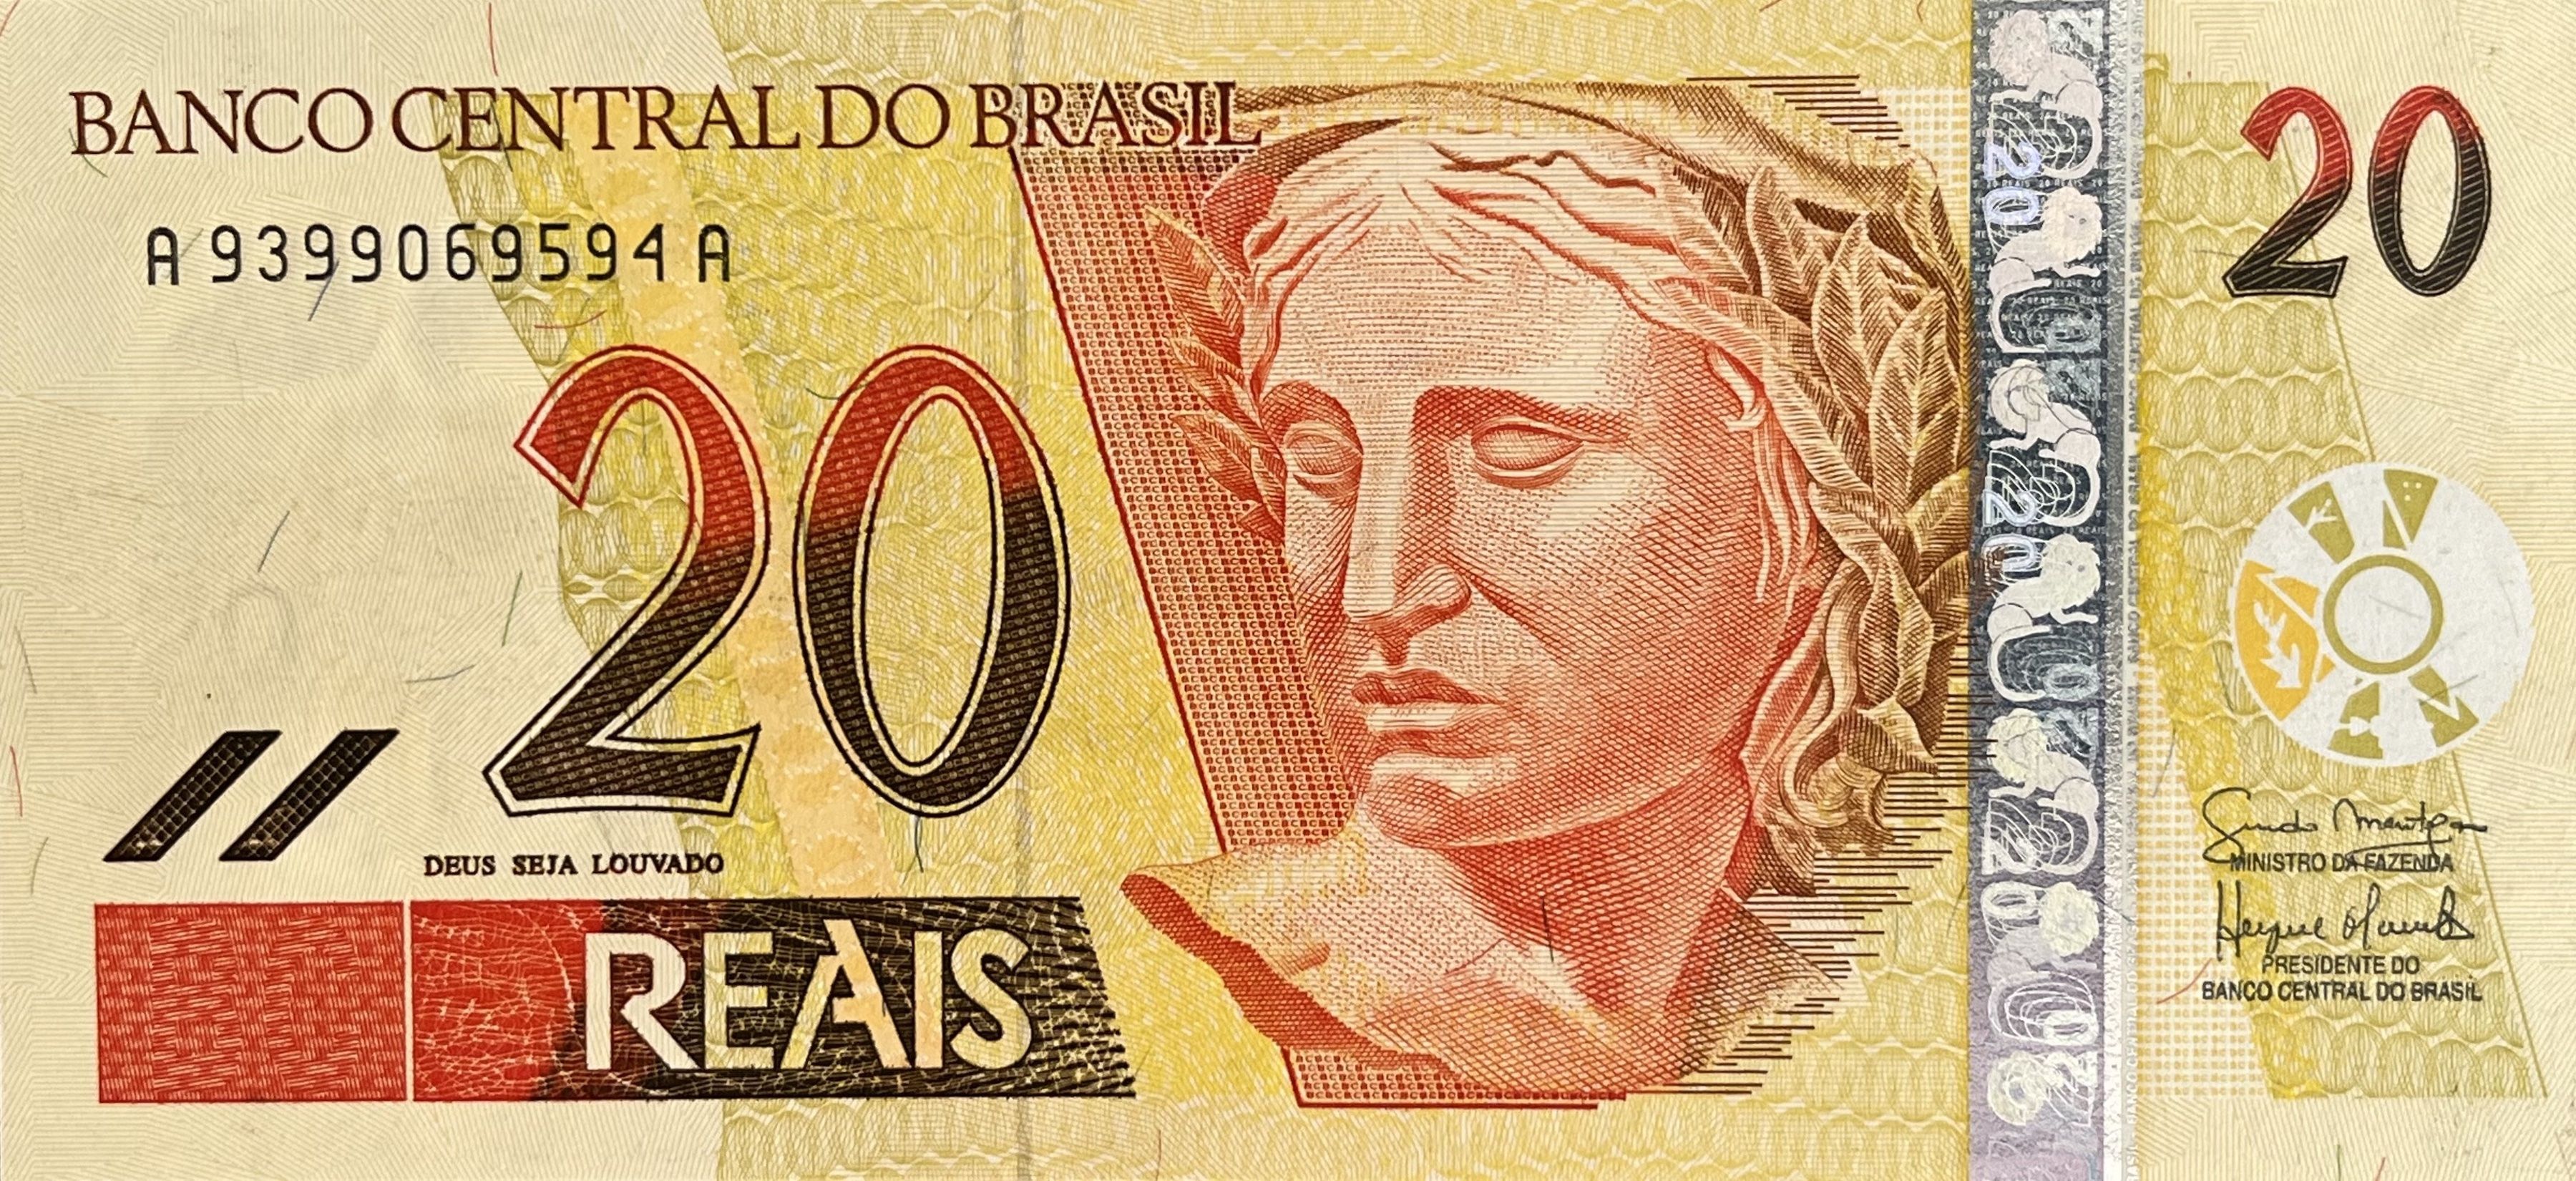 BANCO CENTRAL DO BRASIL
20
A 9399069594 A
20
DEUS SEJA LOUVADO
REAIS
MINISTRO DA FAZENDA
PRESIDENTE DO
BANCO CENTRAL DO BRASIL